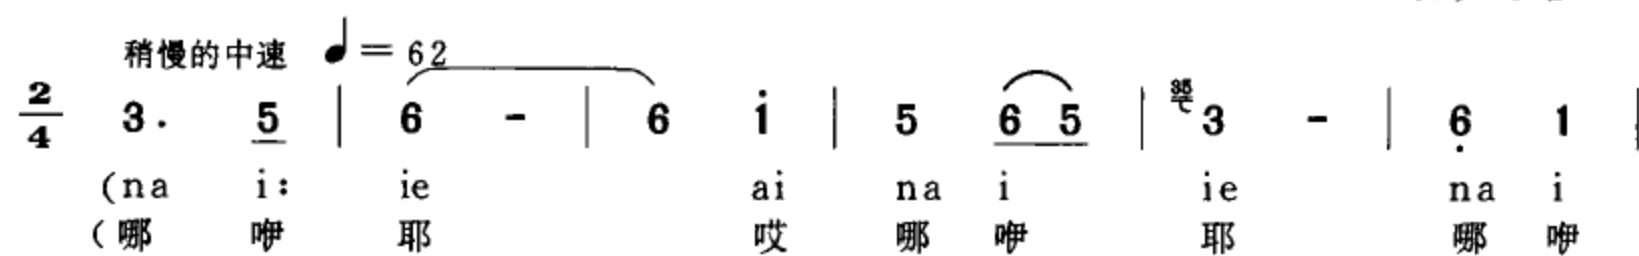 稍慢的中速 ♩= 62
2/4 3. 5 | 6 - | 6 i̇ | 5 6 5 | 35 3 - | 6̣ 1 |
(na i: ie ai na i ie na i
(哪 咿 耶 哎 哪 咿 耶 哪 咿